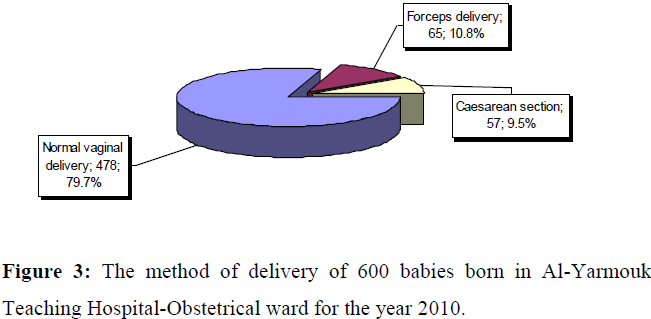 Forceps delivery;
65; 10.8%
Caesarean section;
57; 9.5%
Normal vaginal
delivery; 478;
79.7%
Figure 3: The method of delivery of 600 babies born in Al-Yarmouk
Teaching Hospital-Obstetrical ward for the year 2010.